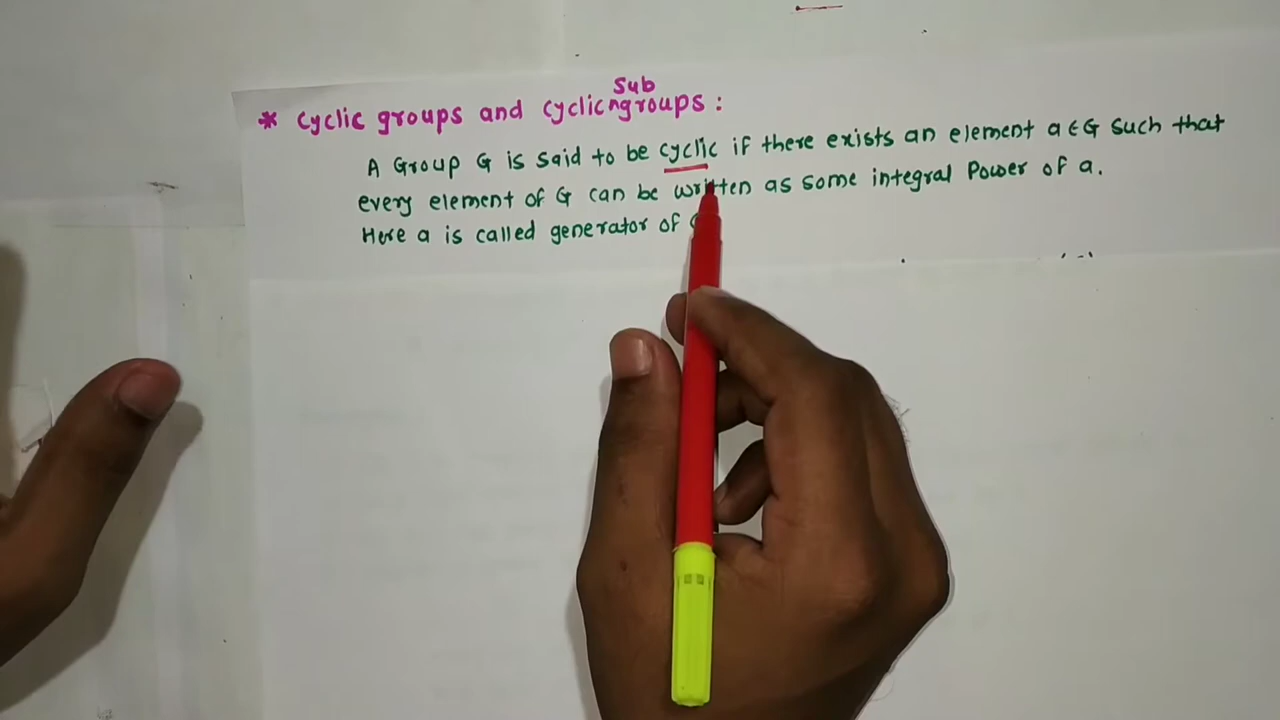 * Cyclic groups and cyclic Sub groups :
A Group G is said to be cyclic if there exists an element a ∈ G such that
every element of G can be written as some integral Power of a.
Here a is called generator of